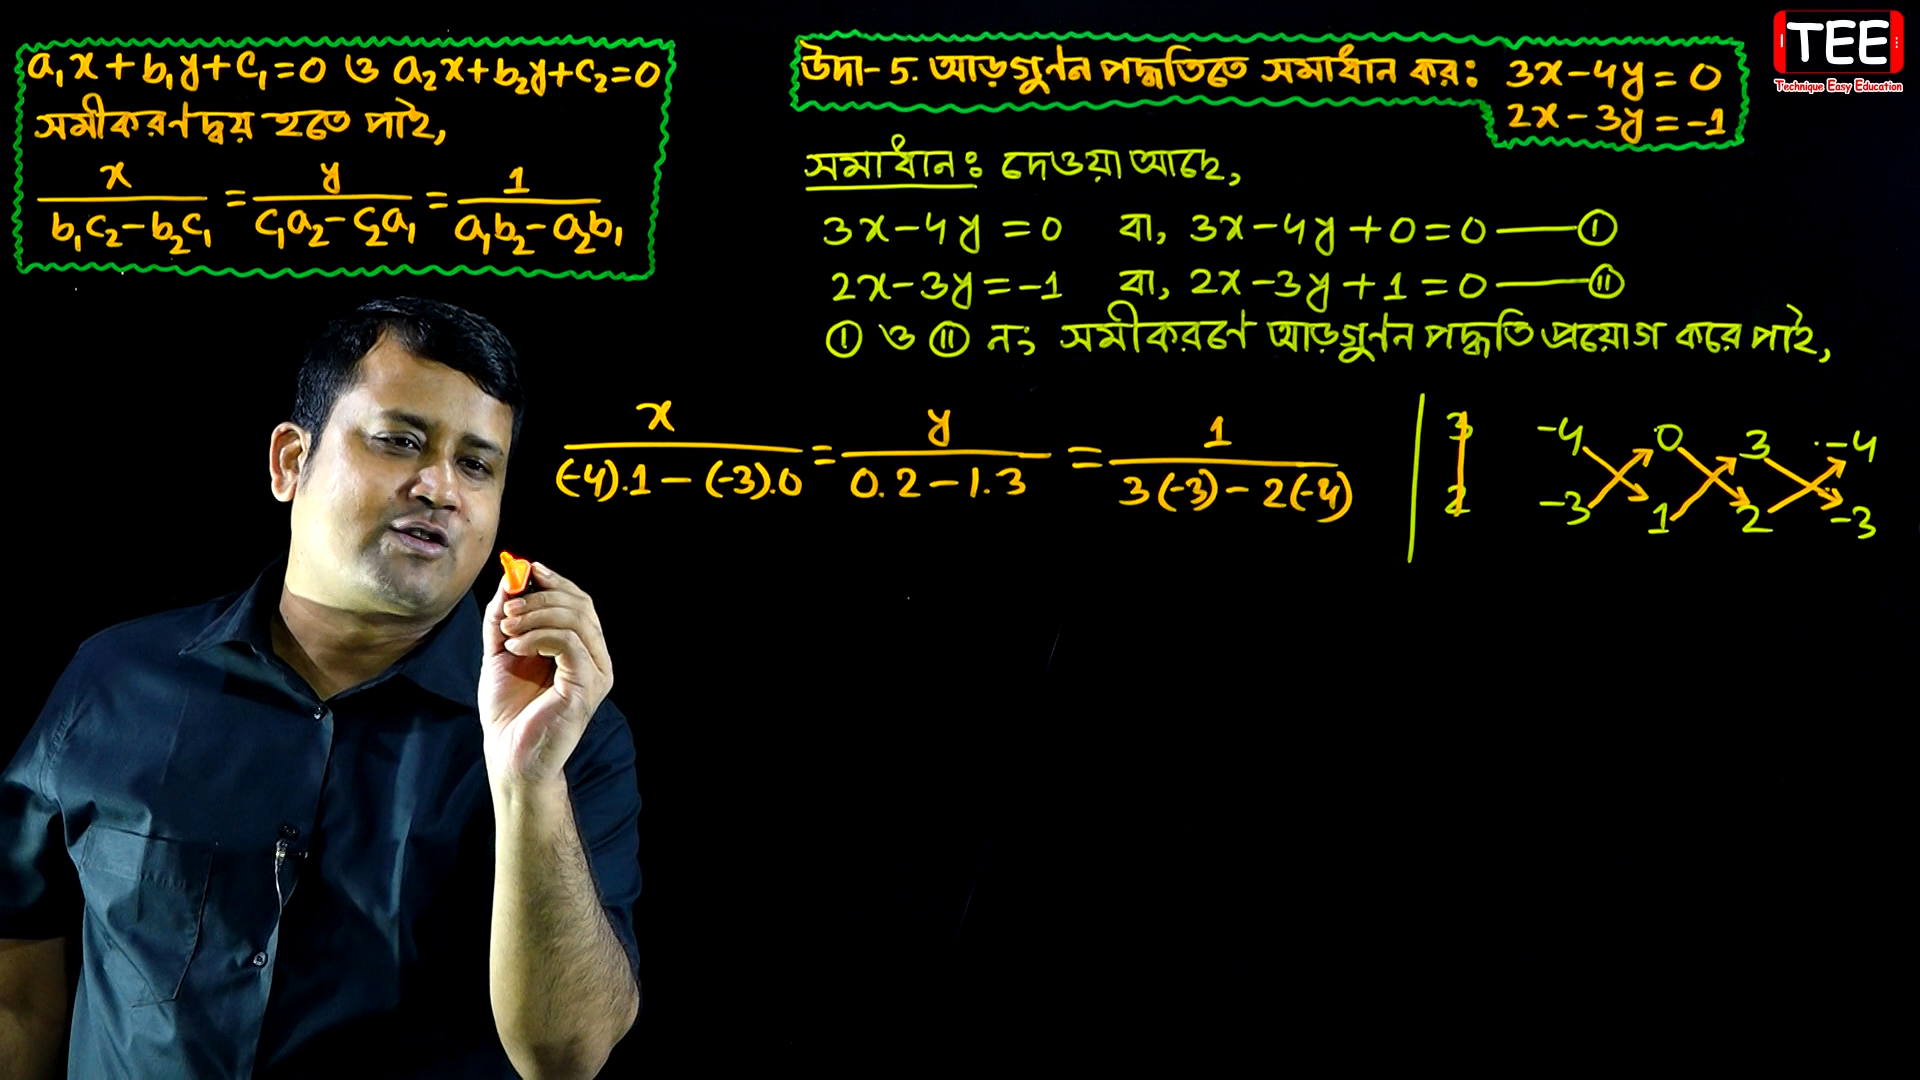 a₁x + b₁y + c₁ = 0 ও a₂x + b₂y + c₂ = 0
সমীকরণদ্বয় হতে পাই,
x/(b₁c₂ - b₂c₁) = y/(c₁a₂ - c₂a₁) = 1/(a₁b₂ - a₂b₁)
উদা- 5. আড়গুণন পদ্ধতিতে সমাধান কর: 3x - 4y = 0
2x - 3y = -1
TEE
Technique Easy Education
সমাধান: দেওয়া আছে,
3x - 4y = 0 বা, 3x - 4y + 0 = 0 — (i)
2x - 3y = -1 বা, 2x - 3y + 1 = 0 — (ii)
(i) ও (ii) নং সমীকরণে আড়গুণন পদ্ধতি প্রয়োগ করে পাই,
x/((-4).1 - (-3).0) = y/(0.2 - 1.3) = 1/(3(-3) - 2(-4))
3 -4 0 3 -4
2 -3 1 2 -3